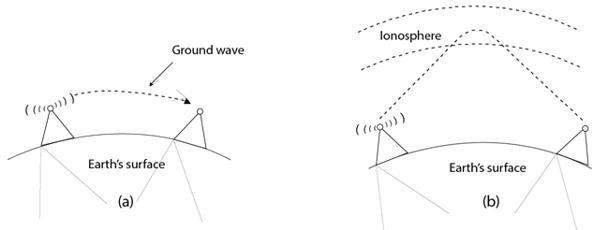 Ground wave
Earth's surface
(a)
Ionosphere
Earth's surface
(b)